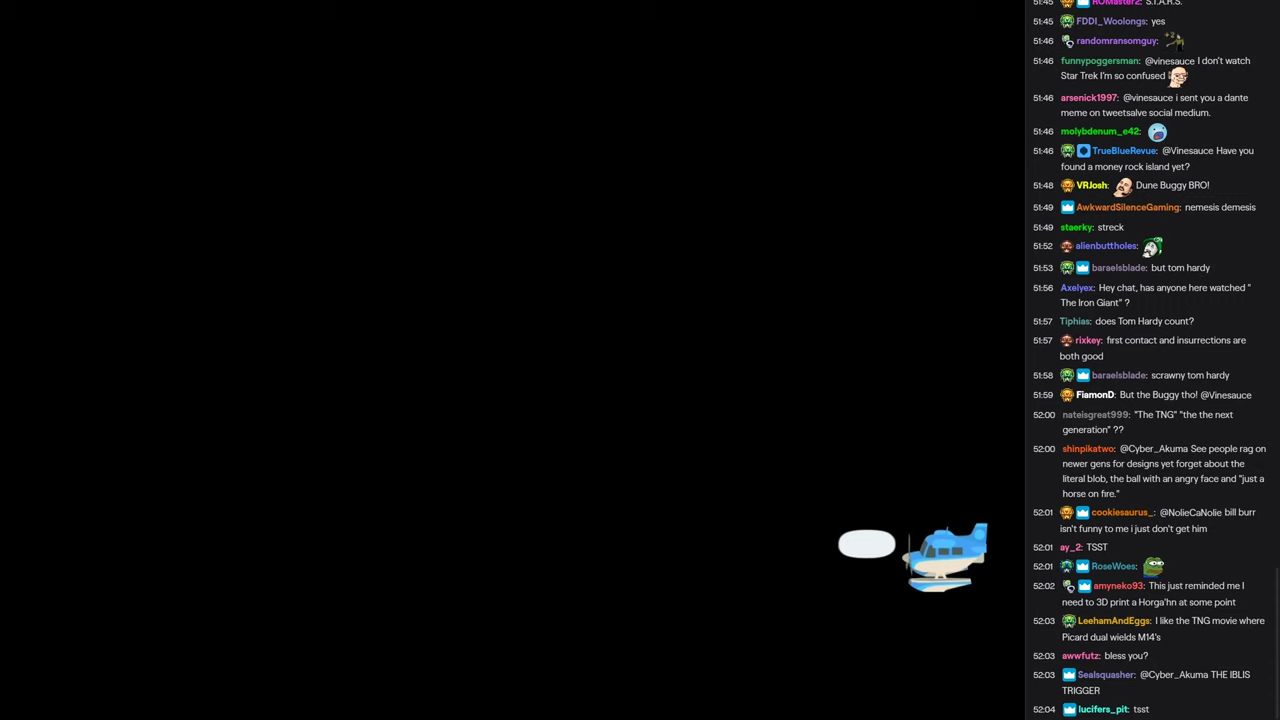 51:45 ROMaster2: S.T.A.R.S.
51:45 FDDI_Woolongs: yes
51:46 randomransomguy:
funnypoggersman: @vinesauce I don't watch
51:46 Star Trek I'm so confused
arsenick1997: @vinesauce i sent you a dante
51:46 meme on tweetsalve social medium.
51:46 molybdenum_e42:
51:46 TrueBlueRevue: @Vinesauce Have you
found a money rock island yet?
51:48 VRJosh: Dune Buggy BRO!
51:49 AwkwardSilenceGaming: nemesis demesis
51:49 staerky: streck
51:52 alienbuttholes:
51:53 baraelsblade: but tom hardy
51:56 Axelyex: Hey chat, has anyone here watched "
The Iron Giant" ?
51:57 Tiphias: does Tom Hardy count?
51:57 rixkey: first contact and insurrections are
both good
51:58 baraelsblade: scrawny tom hardy
51:59 FiamonD: But the Buggy tho! @Vinesauce
52:00 nateisgreat999: "The TNG" "the the next
generation" ??
52:00 shinpikatwo: @Cyber_Akuma See people rag on
newer gens for designs yet forget about the
literal blob, the ball with an angry face and "just a
horse on fire."
52:01 cookiesaurus_: @NolieCaNolie bill burr
isn't funny to me i just don't get him
52:01 ay_2: TSST
52:01 RoseWoes:
52:02 amyneko93: This just reminded me I
need to 3D print a Horga'hn at some point
52:03 LeehamAndEggs: I like the TNG movie where
Picard dual wields M14's
52:03 awwfutz: bless you?
52:03 Sealsquasher: @Cyber_Akuma THE IBLIS
TRIGGER
52:04 lucifers_pit: tsst